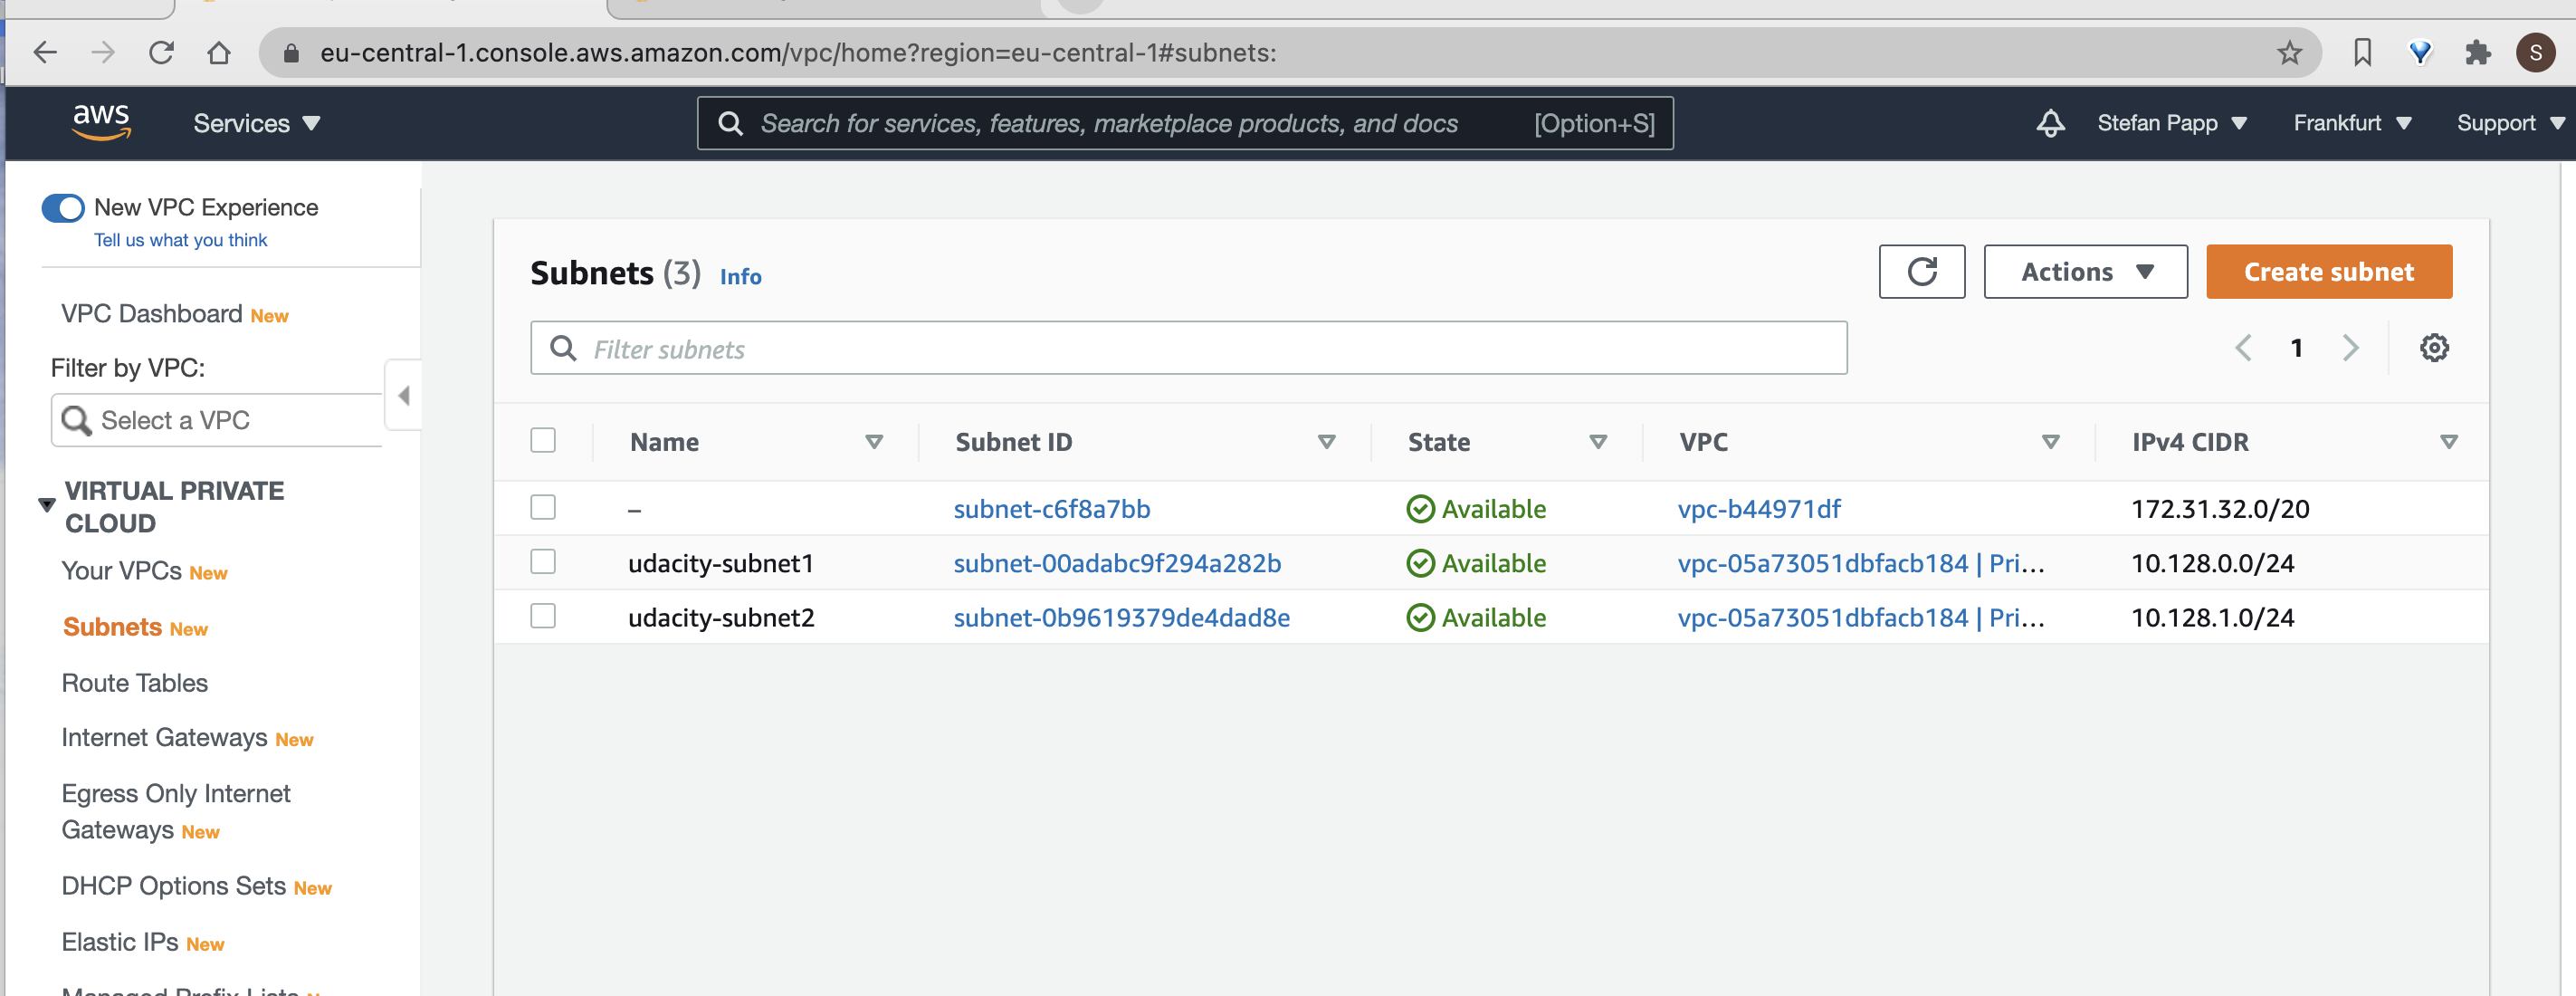 eu-central-1.console.aws.amazon.com/vpc/home?region=eu-central-1#subnets:
S
aws
Services
Search for services, features, marketplace products, and docs [Option+S]
Stefan Papp
Frankfurt
Support
New VPC Experience
Tell us what you think
VPC Dashboard New
Filter by VPC:
Select a VPC
VIRTUAL PRIVATE
CLOUD
Your VPCs New
Subnets New
Route Tables
Internet Gateways New
Egress Only Internet
Gateways New
DHCP Options Sets New
Elastic IPs New
Managed Prefix Lists
Subnets (3) Info
Actions
Create subnet
Filter subnets
1
Name Subnet ID State VPC IPv4 CIDR
– subnet-c6f8a7bb Available vpc-b44971df 172.31.32.0/20
udacity-subnet1 subnet-00adabc9f294a282b Available vpc-05a73051dbfacb184 | Pri... 10.128.0.0/24
udacity-subnet2 subnet-0b9619379de4dad8e Available vpc-05a73051dbfacb184 | Pri... 10.128.1.0/24